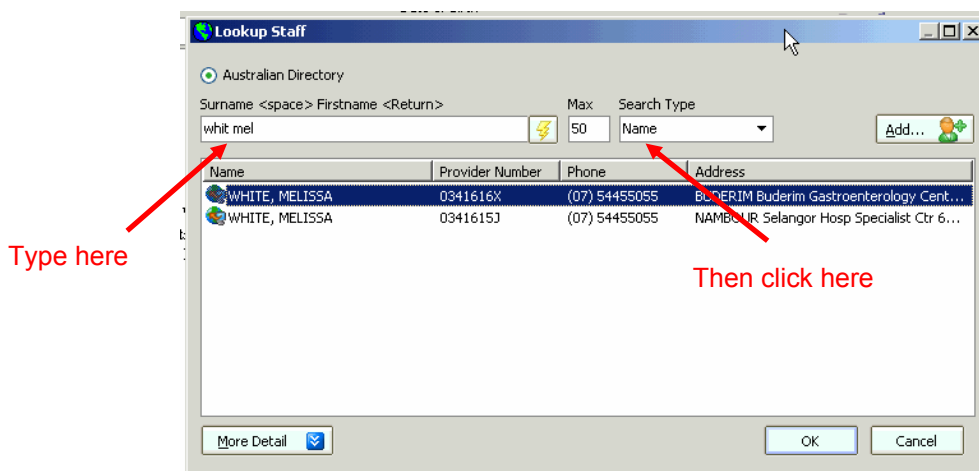 Lookup Staff
Australian Directory
Surname <space> Firstname <Return> Max Search Type
whit mel 50 Name Add...
Name Provider Number Phone Address
WHITE, MELISSA 0341616X (07) 54455055 BUDERIM Buderim Gastroenterology Cent...
WHITE, MELISSA 0341615J (07) 54455055 NAMBOUR Selangor Hosp Specialist Ctr 6...
Type here
Then click here
More Detail OK Cancel